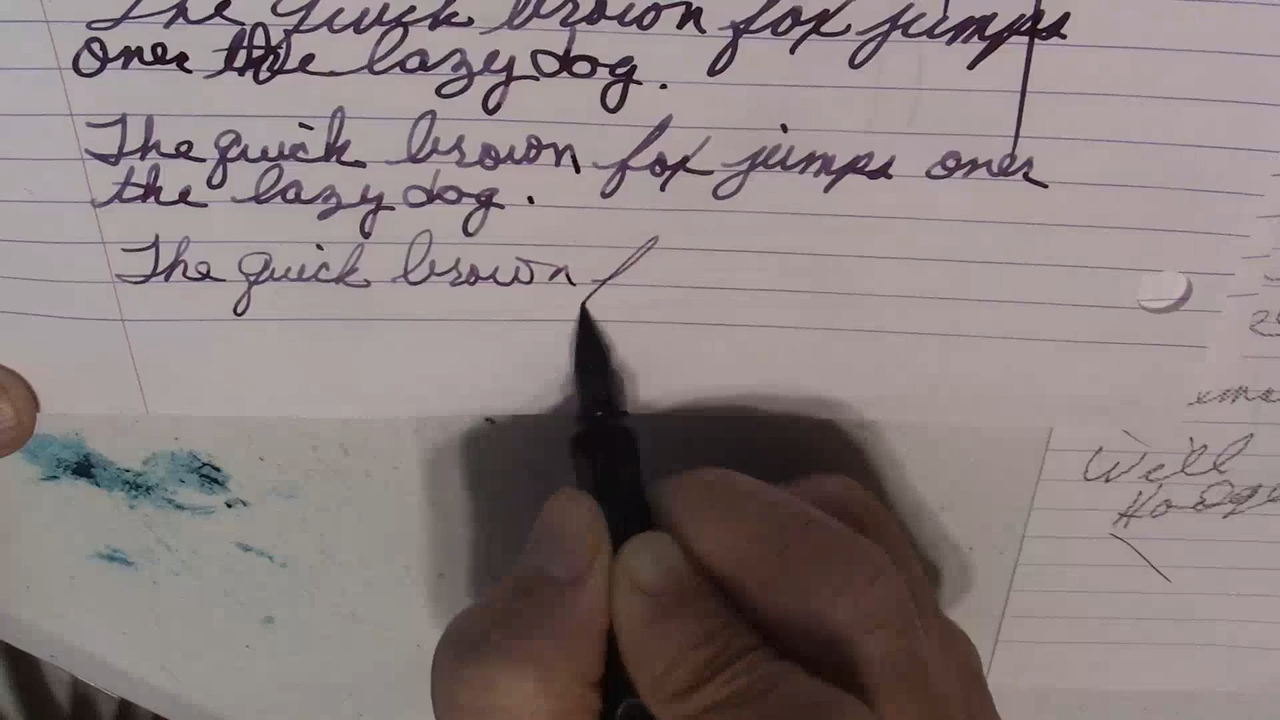 The quick brown fox jumps
over the lazy dog.
The quick brown fox jumps over
the lazy dog.
The quick brown f
Will